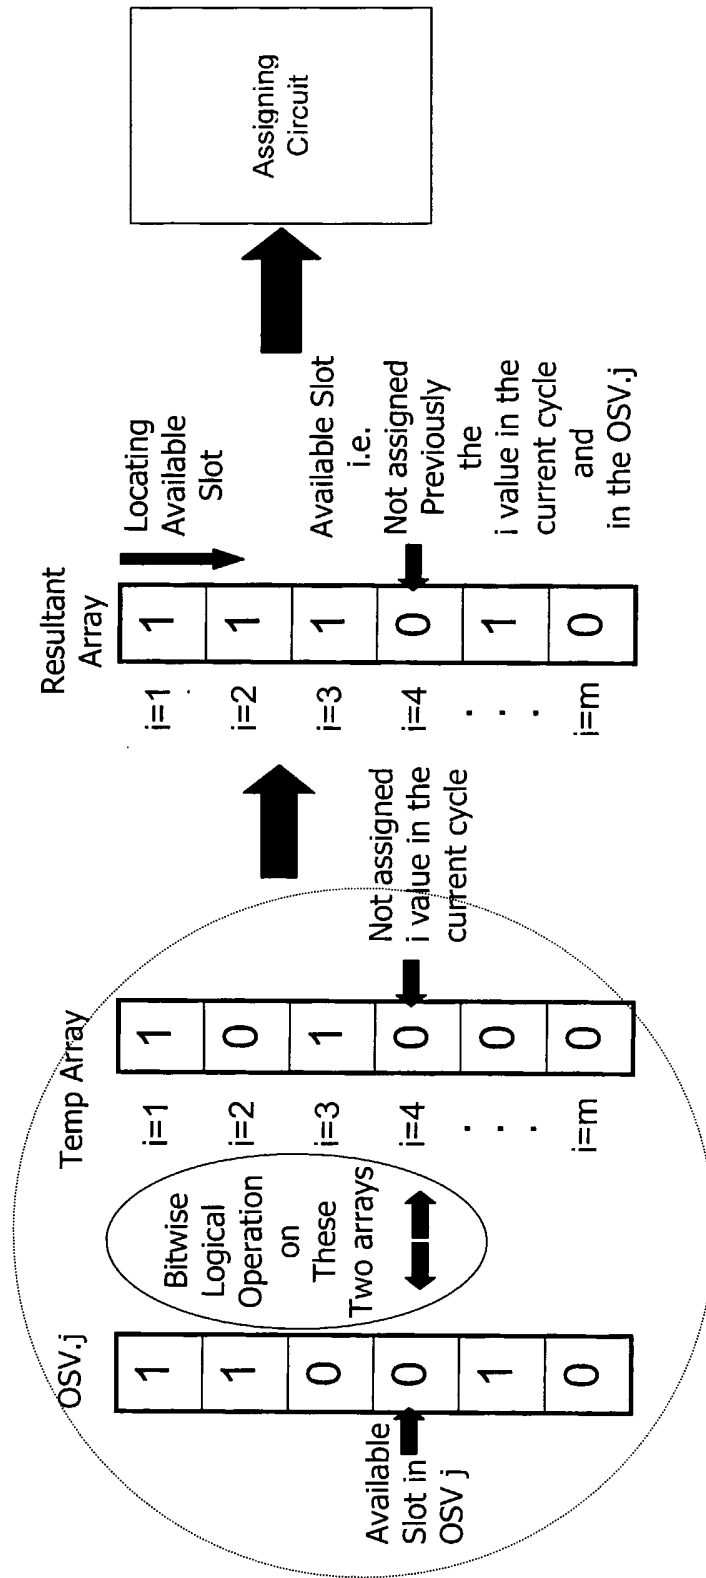 OSV.j
1
1
0
0
1
0
Available
Slot in
OSV j
Bitwise
Logical
Operation
on
These
Two arrays
Temp Array
i=1
i=2
i=3
i=4
. . .
i=m
1
0
1
0
0
0
Not assigned
i value in the
current cycle
Resultant
Array
i=1
i=2
i=3
i=4
. . .
i=m
1
1
1
0
1
0
Locating
Available
Slot
Available Slot
i.e.
Not assigned
Previously
the
i value in the
current cycle
and
in the OSV.j
Assigning
Circuit